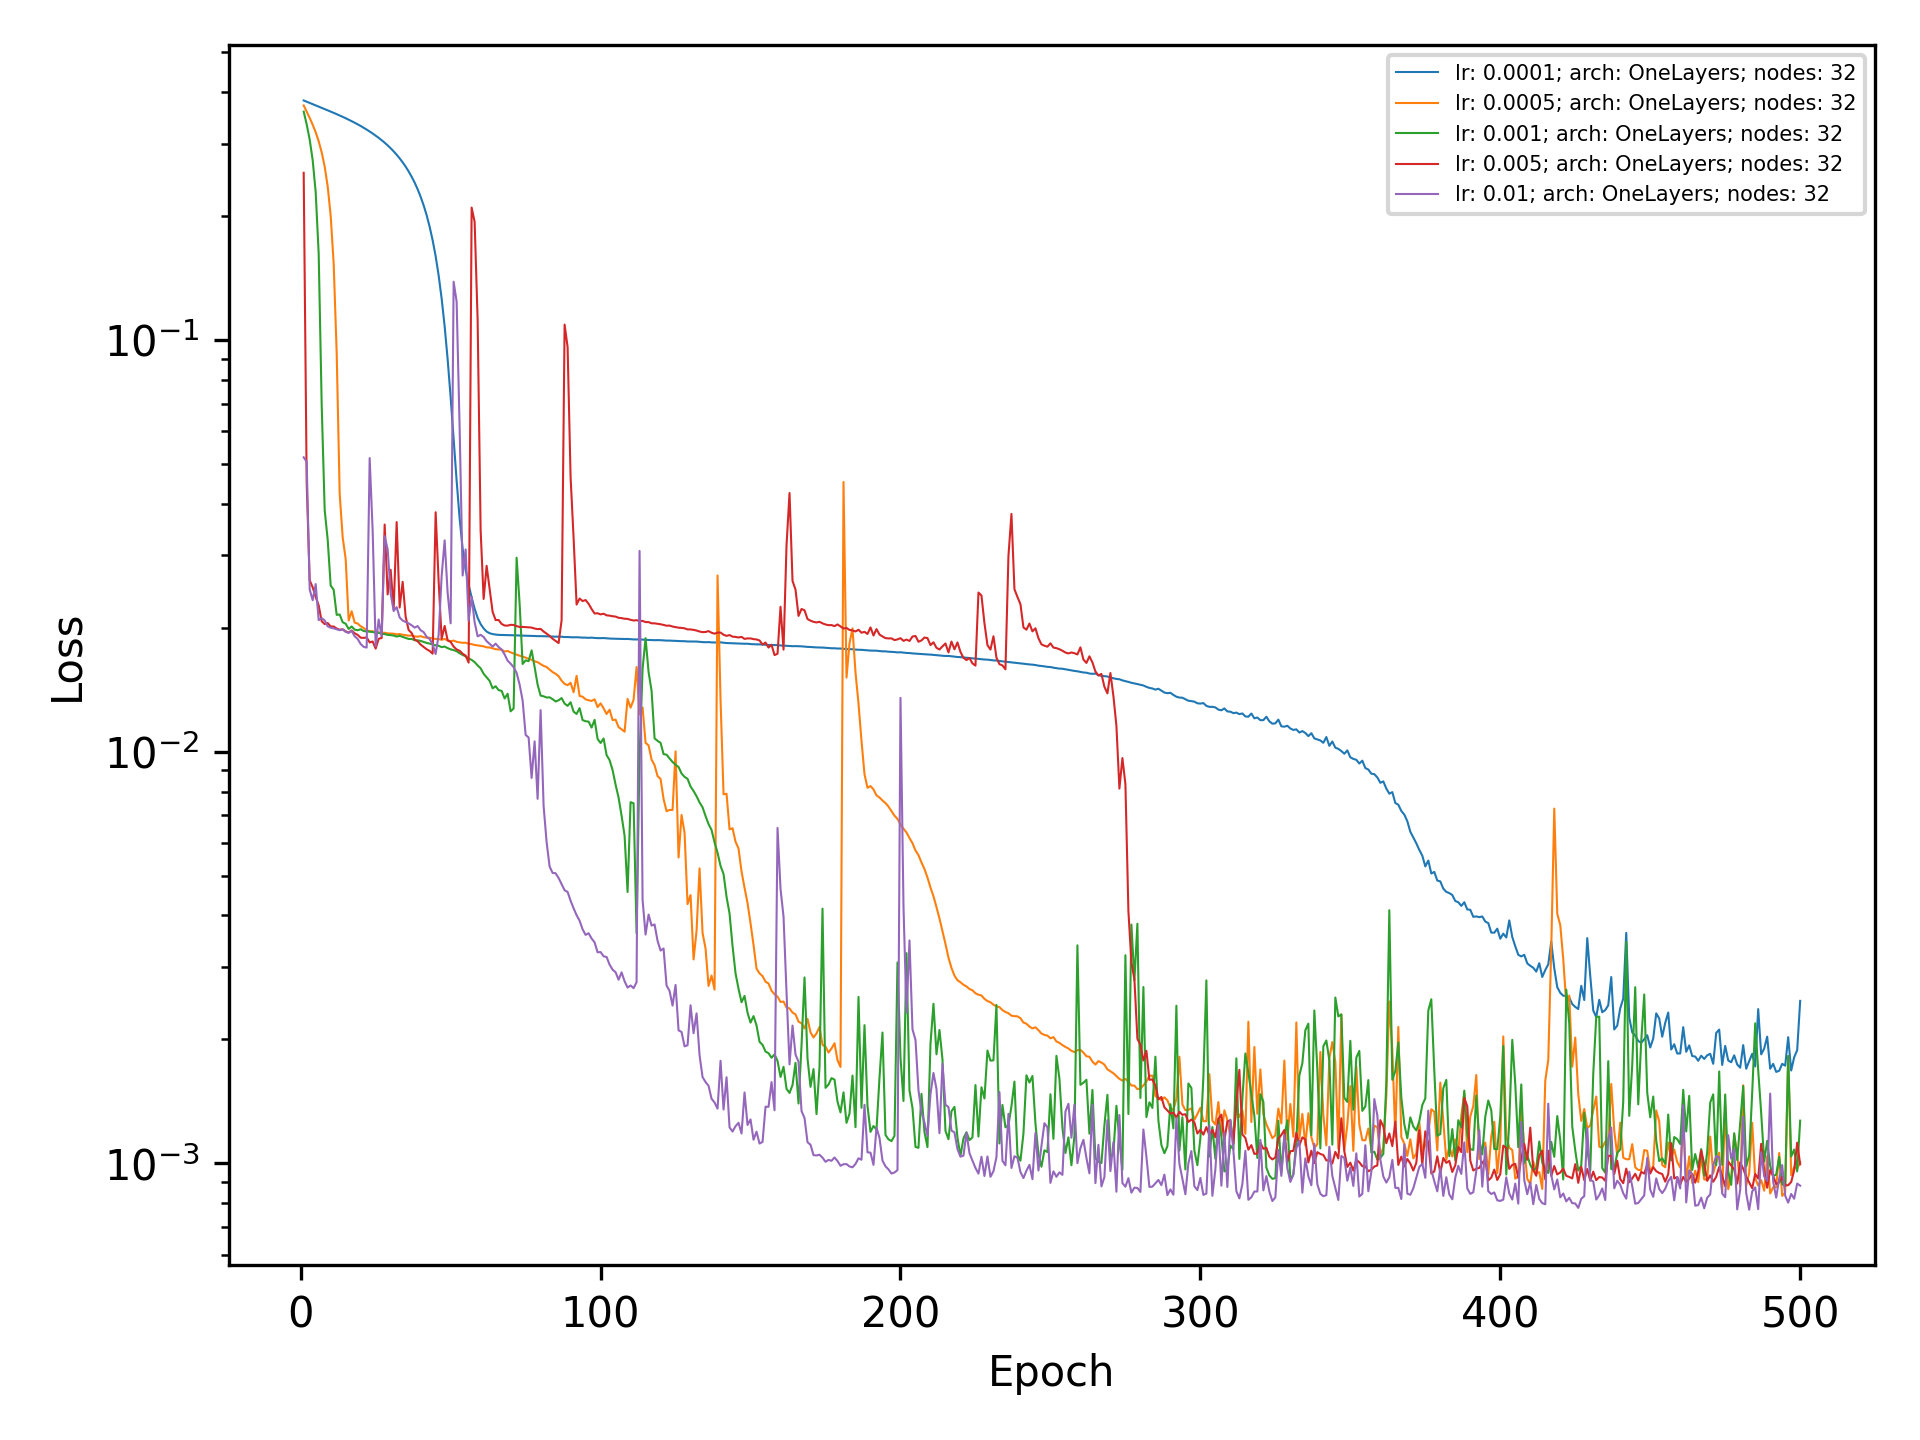 lr: 0.0001; arch: OneLayers; nodes: 32
lr: 0.0005; arch: OneLayers; nodes: 32
lr: 0.001; arch: OneLayers; nodes: 32
lr: 0.005; arch: OneLayers; nodes: 32
lr: 0.01; arch: OneLayers; nodes: 32
10⁻¹
10⁻²
10⁻³
Loss
0 100 200 300 400 500
Epoch